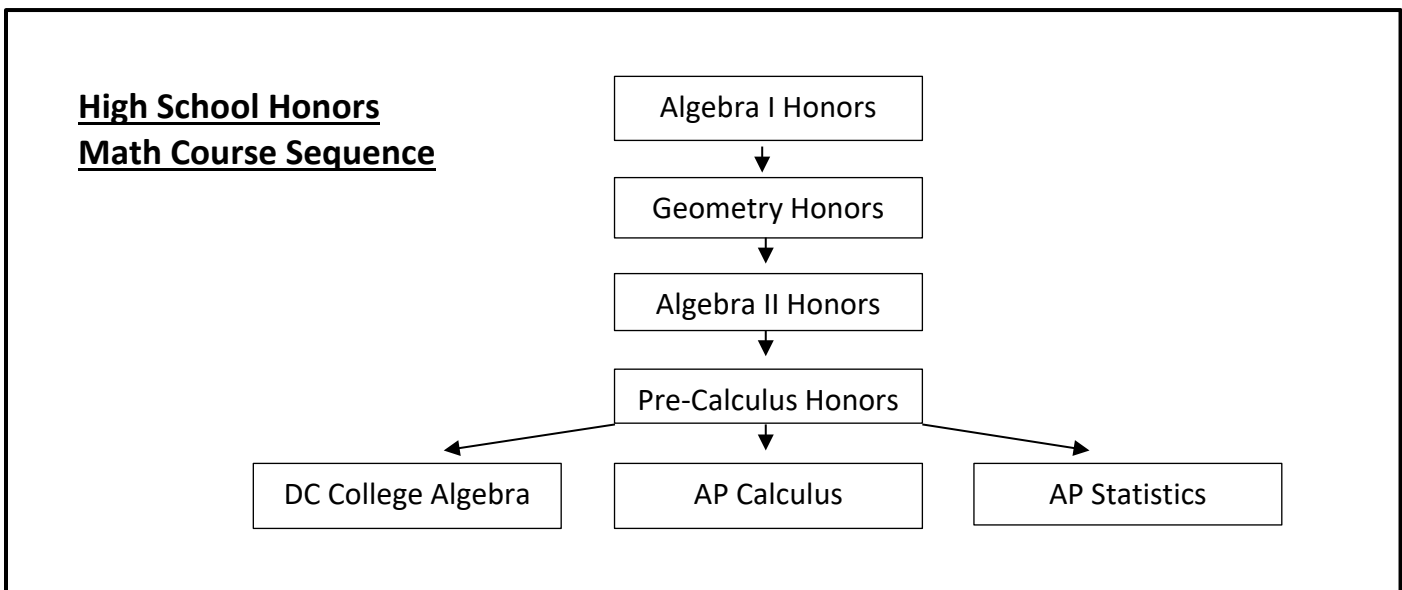 High School Honors
Math Course Sequence
Algebra I Honors
Geometry Honors
Algebra II Honors
Pre-Calculus Honors
DC College Algebra
AP Calculus
AP Statistics